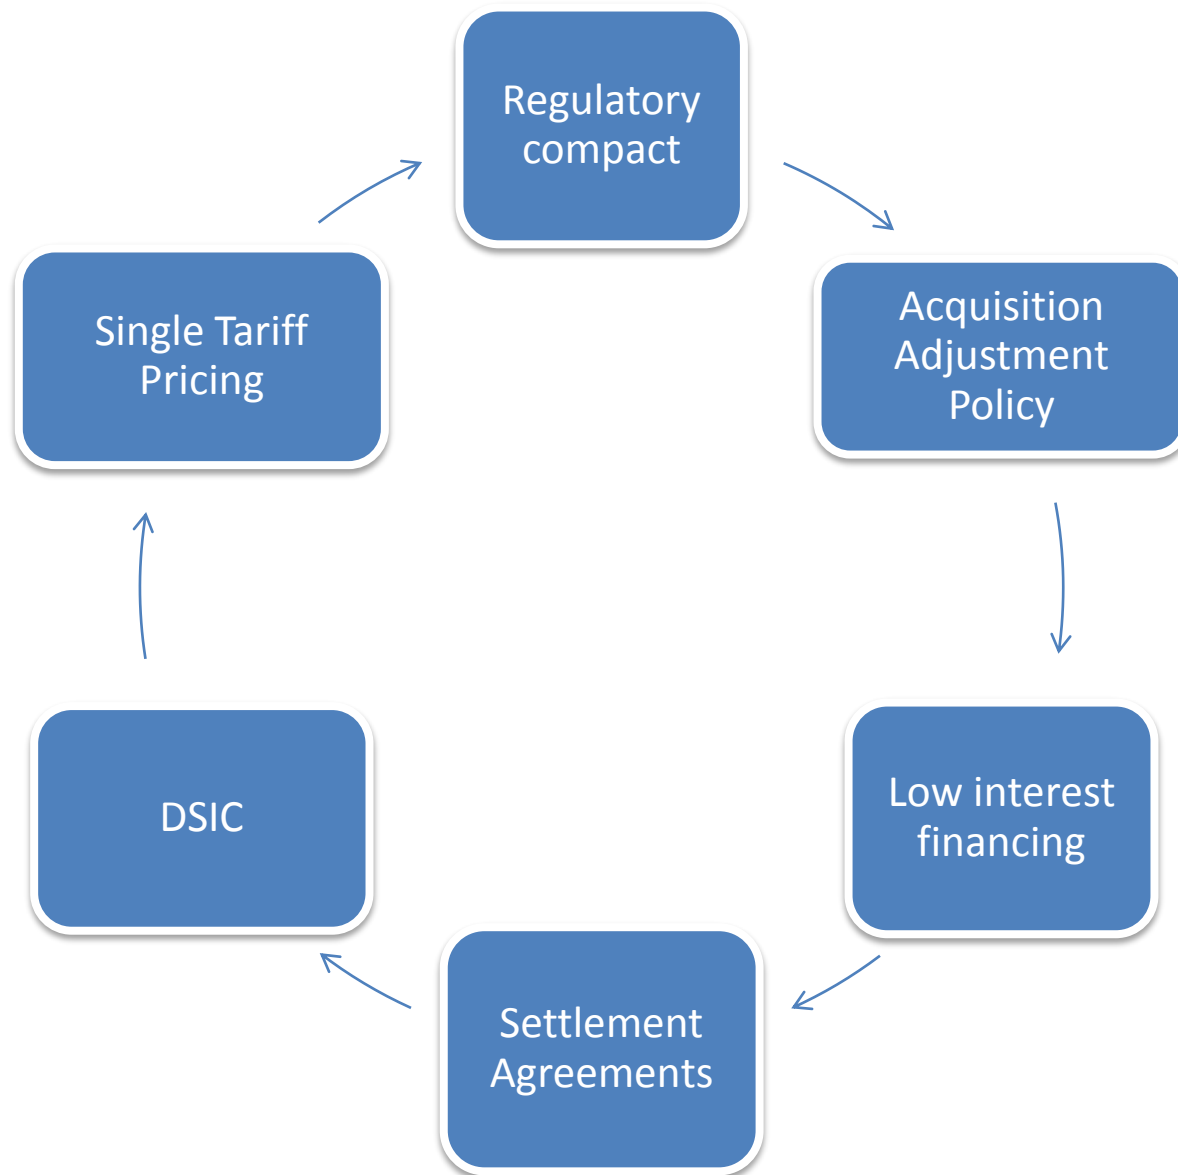 Regulatory
compact
Acquisition
Adjustment
Policy
Low interest
financing
Settlement
Agreements
DSIC
Single Tariff
Pricing